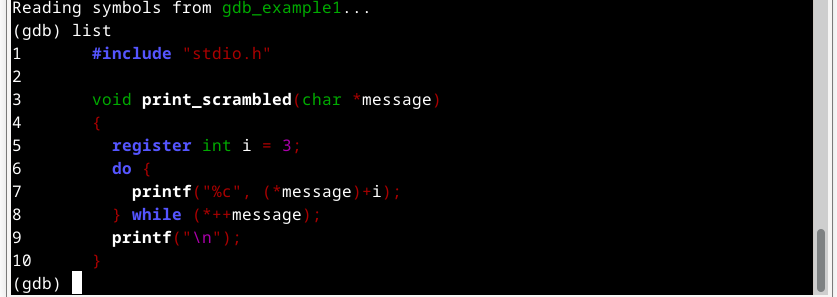 Reading symbols from gdb_example1...
(gdb) list
1       #include "stdio.h"
2
3       void print_scrambled(char *message)
4       {
5         register int i = 3;
6         do {
7           printf("%c", (*message)+i);
8         } while (*++message);
9         printf("\n");
10      }
(gdb)